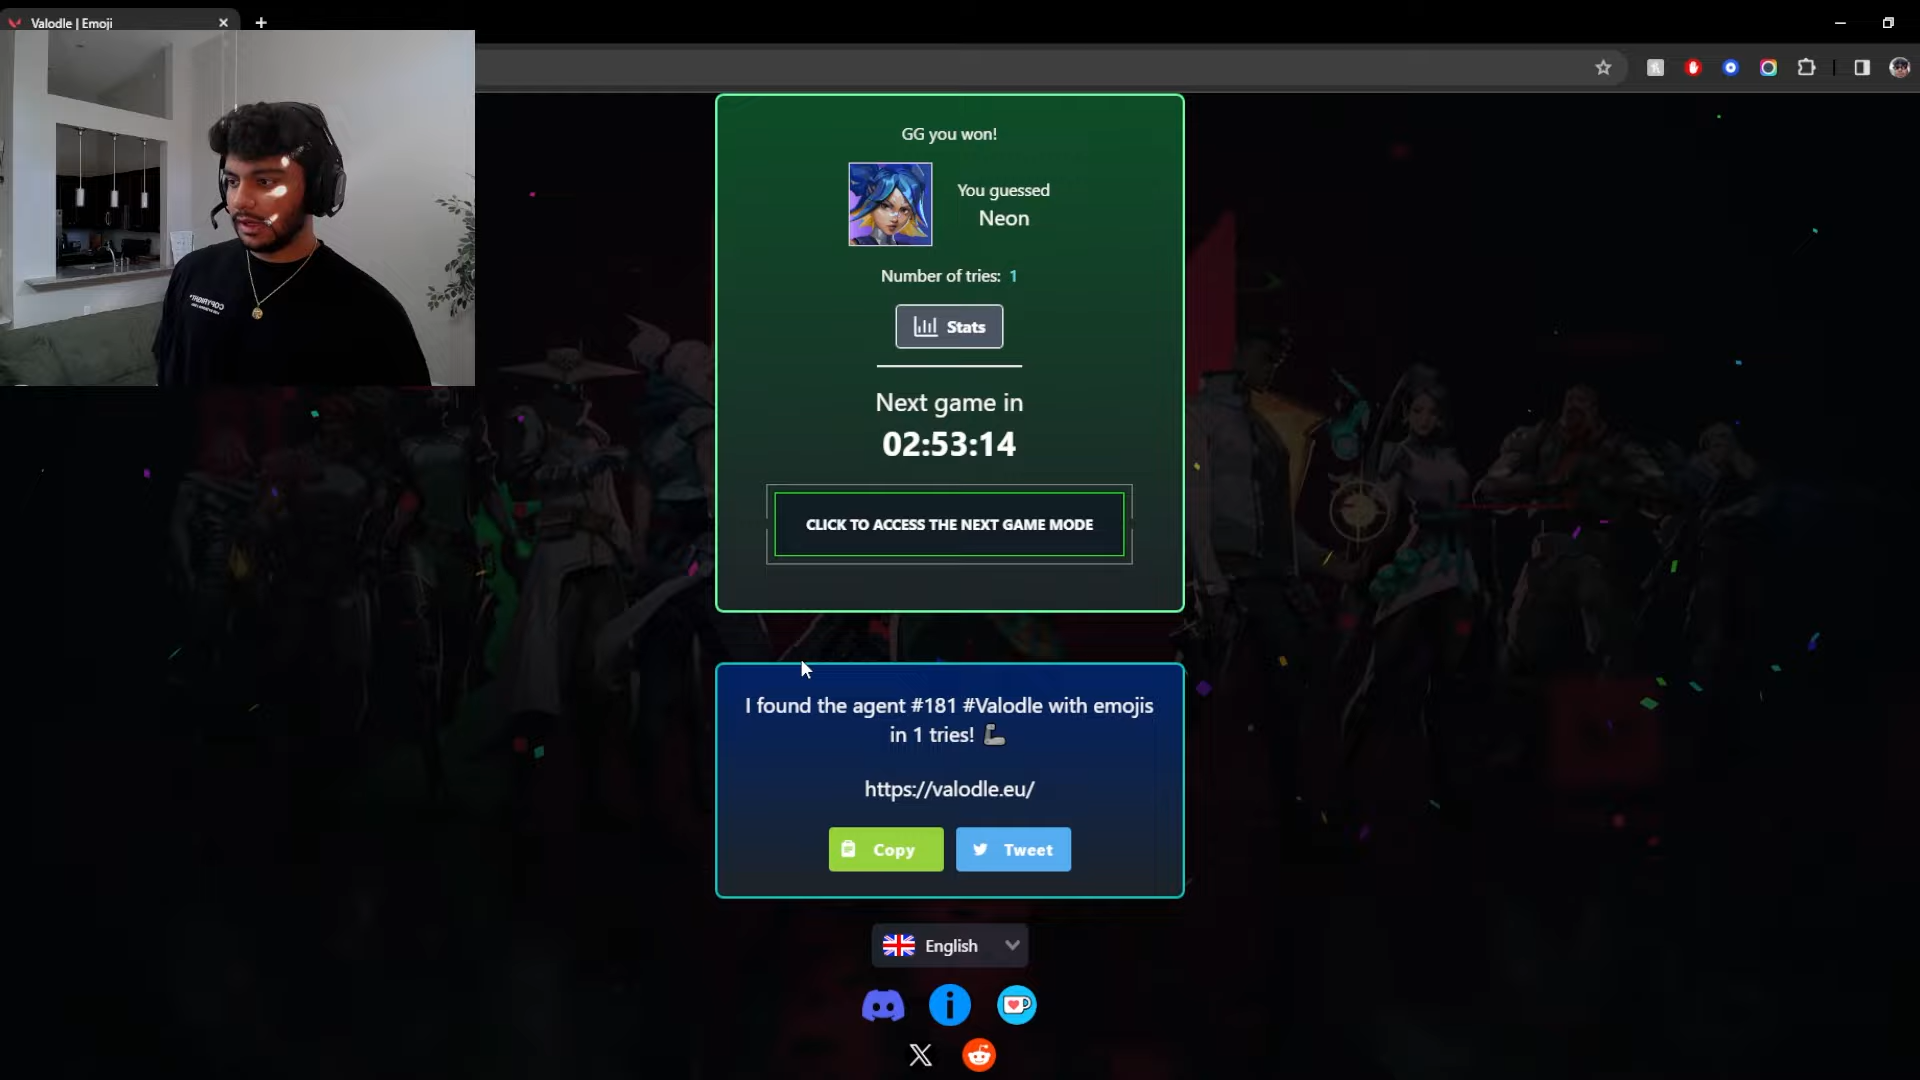 Valodle | Emoji
GG you won!
You guessed
Neon
Number of tries: 1
Stats
Next game in
02:53:14
CLICK TO ACCESS THE NEXT GAME MODE
I found the agent #181 #Valodle with emojis
in 1 tries! 🦾
https://valodle.eu/
Copy
Tweet
English